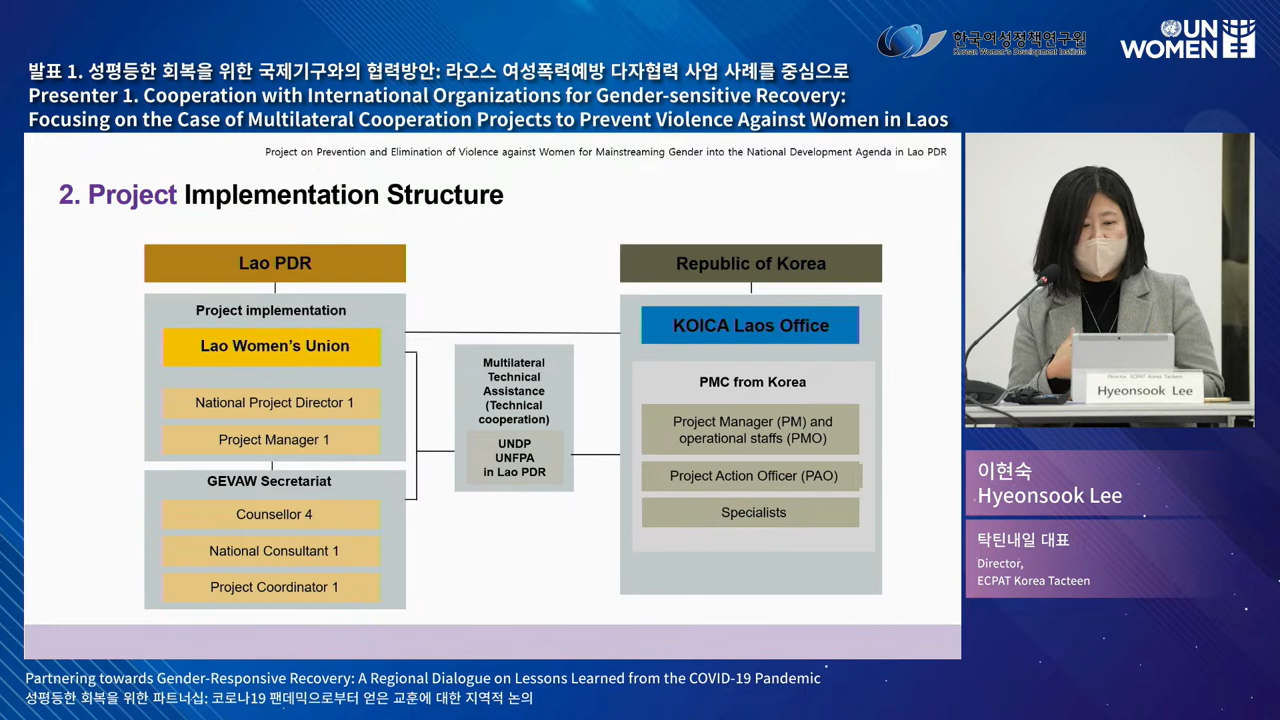 한국여성정책연구원
Korean Women's Development Institute
UN
WOMEN
발표 1. 성평등한 회복을 위한 국제기구와의 협력방안: 라오스 여성폭력예방 다자협력 사업 사례를 중심으로
Presenter 1. Cooperation with International Organizations for Gender-sensitive Recovery:
Focusing on the Case of Multilateral Cooperation Projects to Prevent Violence Against Women in Laos
Project on Prevention and Elimination of Violence against Women for Mainstreaming Gender into the National Development Agenda in Lao PDR
2. Project Implementation Structure
Lao PDR
Project implementation
Lao Women's Union
National Project Director 1
Project Manager 1
GEVAW Secretariat
Counsellor 4
National Consultant 1
Project Coordinator 1
Multilateral
Technical
Assistance
(Technical
cooperation)
UNDP
UNFPA
in Lao PDR
Republic of Korea
KOICA Laos Office
PMC from Korea
Project Manager (PM) and
operational staffs (PMO)
Project Action Officer (PAO)
Specialists
Director, ECPAT Korea Tacteen
Hyeonsook Lee
이현숙
Hyeonsook Lee
탁틴내일 대표
Director,
ECPAT Korea Tacteen
Partnering towards Gender-Responsive Recovery: A Regional Dialogue on Lessons Learned from the COVID-19 Pandemic
성평등한 회복을 위한 파트너십: 코로나19 팬데믹으로부터 얻은 교훈에 대한 지역적 논의